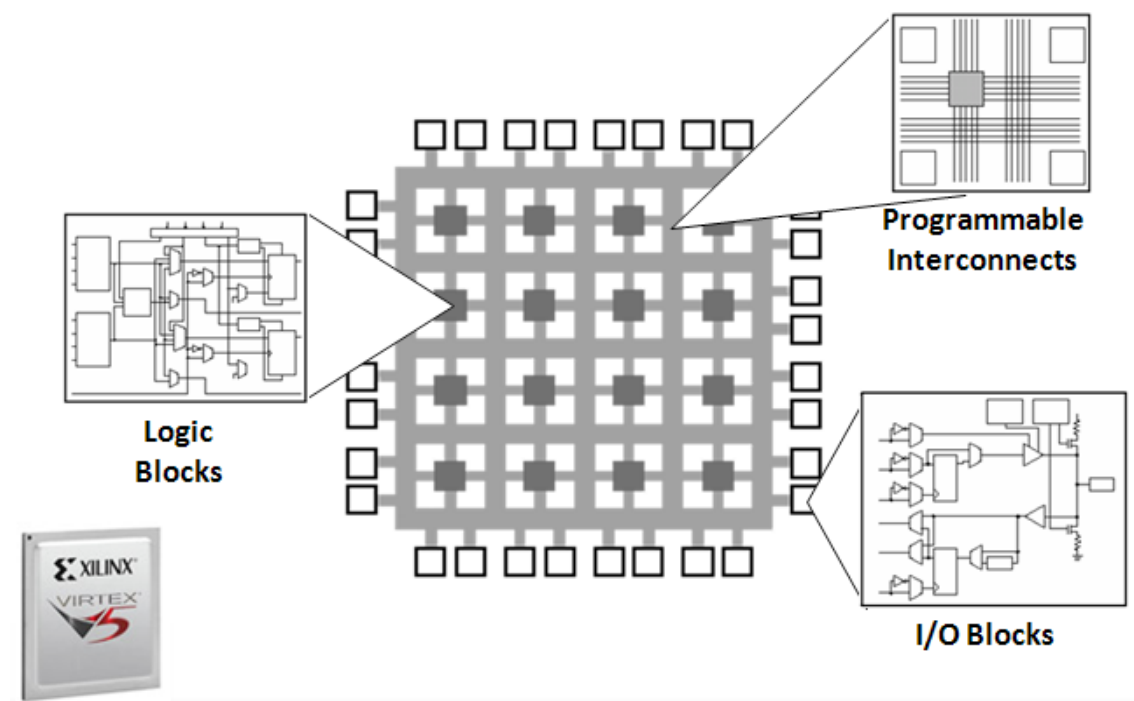 Programmable
Interconnects
Logic
Blocks
XILINX
VIRTEX
5
I/O Blocks